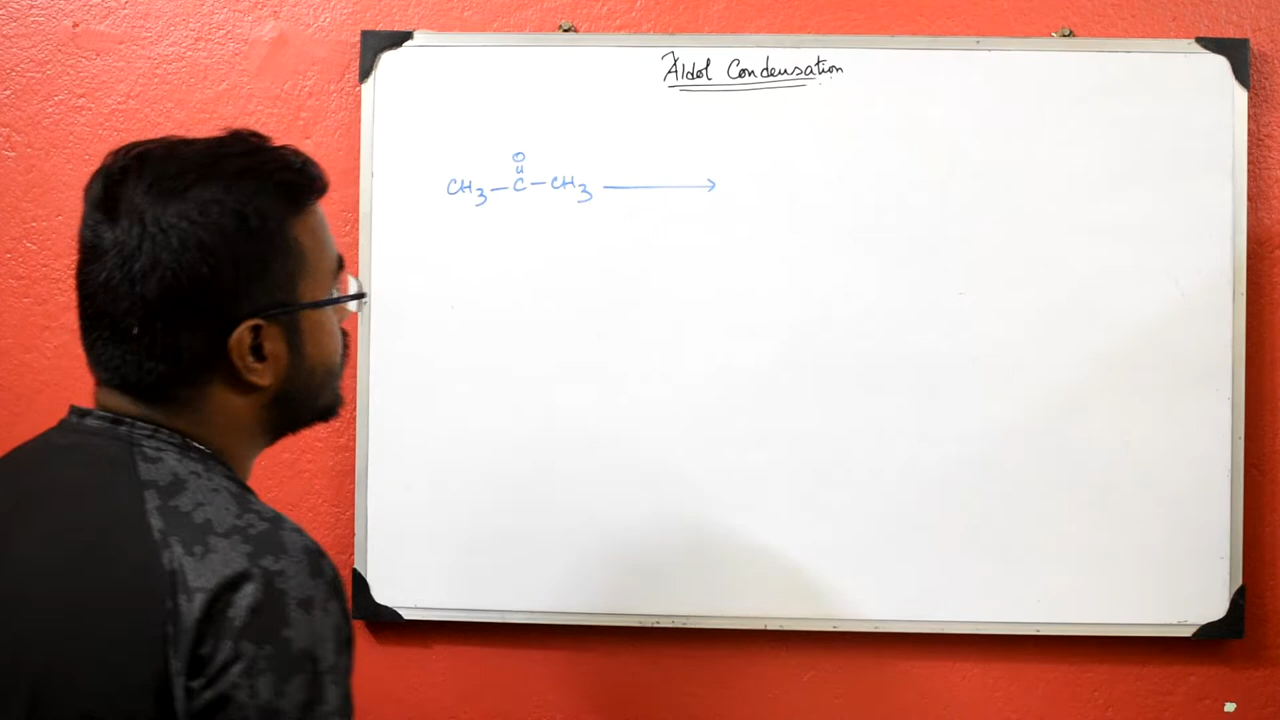 Aldol Condensation
O
CH3-C-CH3 →